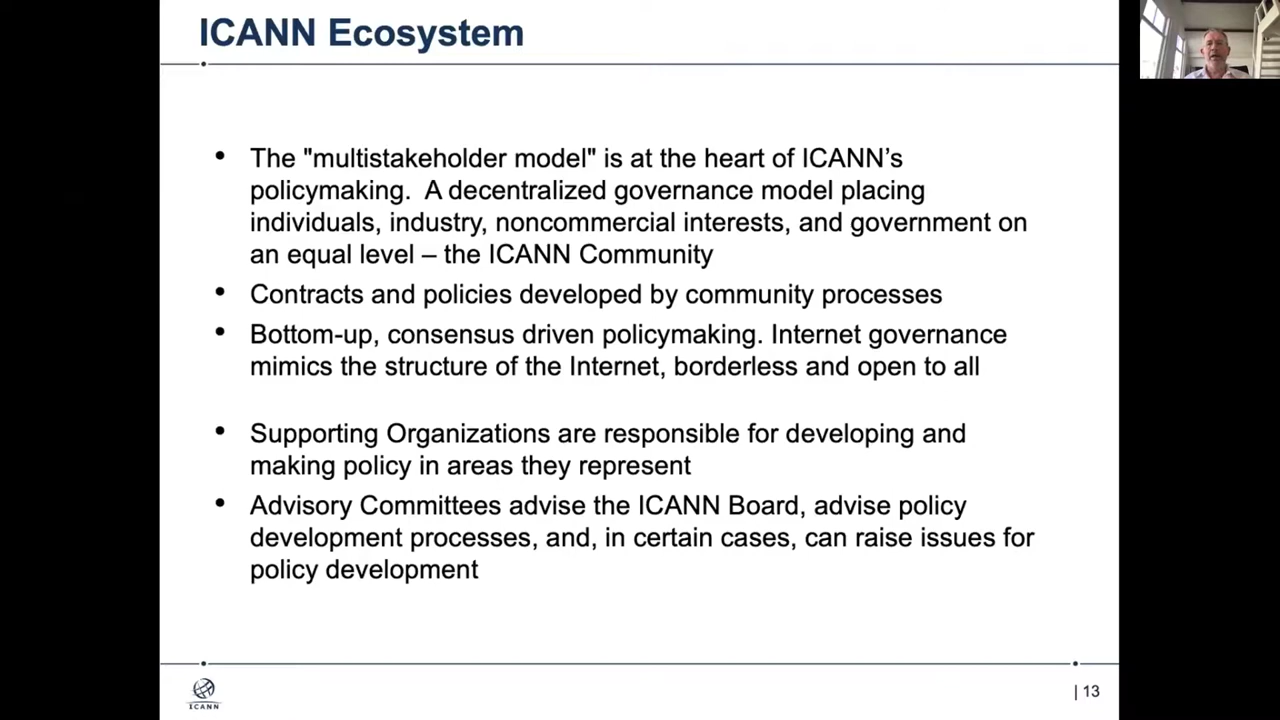 ICANN Ecosystem
• The "multistakeholder model" is at the heart of ICANN’s
policymaking.  A decentralized governance model placing
individuals, industry, noncommercial interests, and government on
an equal level – the ICANN Community
• Contracts and policies developed by community processes
• Bottom-up, consensus driven policymaking. Internet governance
mimics the structure of the Internet, borderless and open to all
• Supporting Organizations are responsible for developing and
making policy in areas they represent
• Advisory Committees advise the ICANN Board, advise policy
development processes, and, in certain cases, can raise issues for
policy development
ICANN
| 13